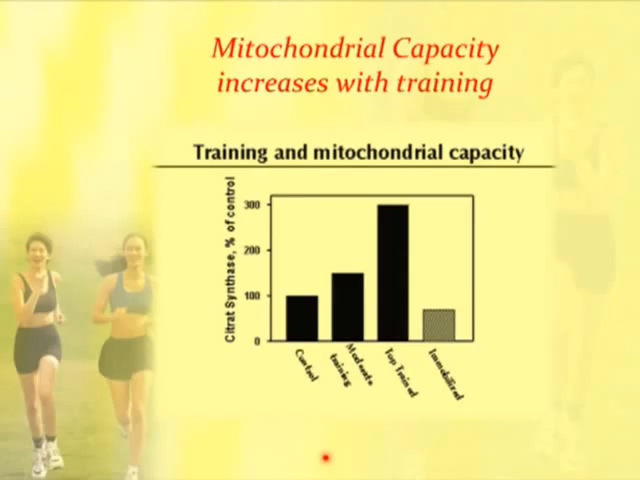 Mitochondrial Capacity
increases with training
Training and mitochondrial capacity
Citrat Synthase, % of control
300
200
100
0
Control
Moderate
training
Top Trained
Immobilized